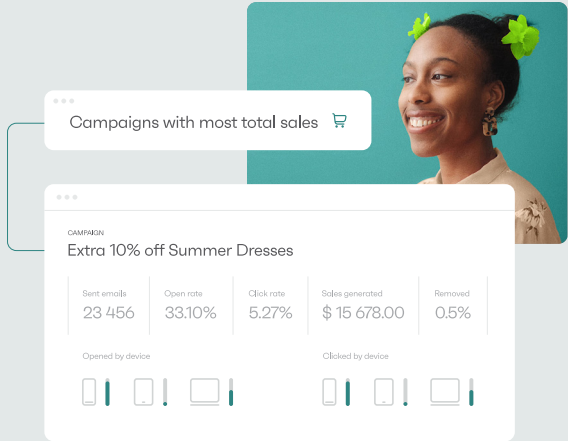 Campaigns with most total sales
CAMPAIGN
Extra 10% off Summer Dresses
Sent emails Open rate Click rate Sales generated Removed
23 456 33.10% 5.27% $ 15 678.00 0.5%
Opened by device Clicked by device